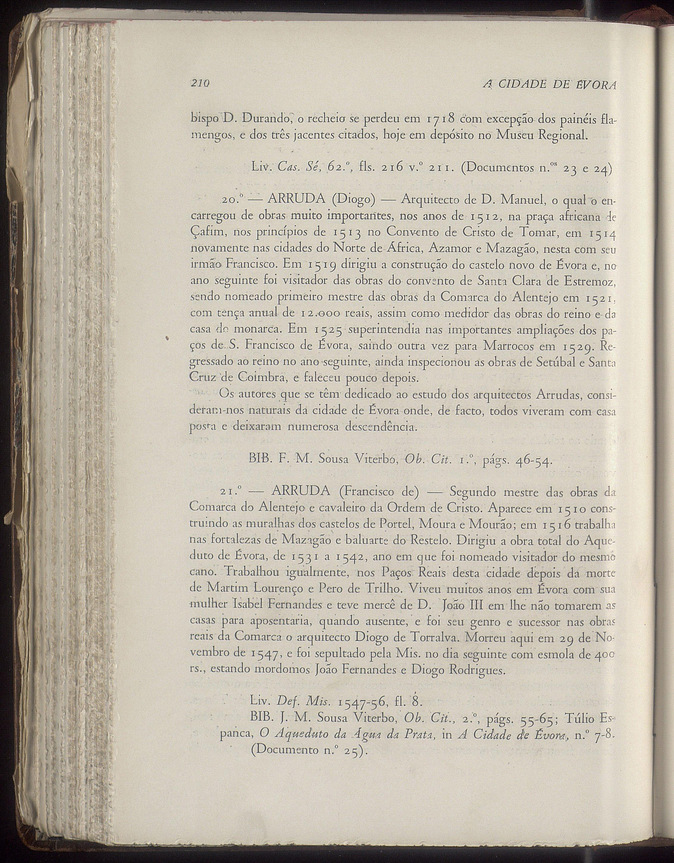 210 A CIDADE DE ÉVORA
bispo D. Durando, o recheio se perdeu em 1718 com excepção dos painéis fla-
mengos, e dos três jacentes citados, hoje em depósito no Museu Regional.
Liv. Cas. Sé, 62.º, fls. 216 v.º 211. (Documentos n.os 23 e 24)
20.º — ARRUDA (Diogo) — Arquitecto de D. Manuel, o qual o en-
carregou de obras muito importantes, nos anos de 1512, na praça africana de
Çafim, nos princípios de 1513 no Convento de Cristo de Tomar, em 1514
novamente nas cidades do Norte de África, Azamor e Mazagão, nesta com seu
irmão Francisco. Em 1519 dirigiu a construção do castelo novo de Évora e, no
ano seguinte foi visitador das obras do convento de Santa Clara de Estremoz,
sendo nomeado primeiro mestre das obras da Comarca do Alentejo em 1521,
com tença anual de 12.000 reais, assim como medidor das obras do reino e da
casa do monarca. Em 1525 superintendia nas importantes ampliações dos pa-
ços de S. Francisco de Évora, saindo outra vez para Marrocos em 1529. Re-
gressado ao reino no ano seguinte, ainda inspecionou as obras de Setúbal e Santa
Cruz de Coimbra, e faleceu pouco depois.
Os autores que se têm dedicado ao estudo dos arquitectos Arrudas, consi-
deram-nos naturais da cidade de Évora onde, de facto, todos viveram com casa
posta e deixaram numerosa descendência.
BIB. F. M. Sousa Viterbo, Ob. Cit. 1.º, págs. 46-54.
21.º — ARRUDA (Francisco de) — Segundo mestre das obras da
Comarca do Alentejo e cavaleiro da Ordem de Cristo. Aparece em 1510 cons-
truindo as muralhas dos castelos de Portel, Moura e Mourão; em 1516 trabalha
nas fortalezas de Mazagão e baluarte do Restelo. Dirigiu a obra total do Aque-
duto de Évora, de 1531 a 1542, ano em que foi nomeado visitador do mesmo
cano. Trabalhou igualmente, nos Paços Reais desta cidade depois da morte
de Martim Lourenço e Pero de Trilho. Viveu muitos anos em Évora com sua
mulher Isabel Fernandes e teve mercê de D. João III em lhe não tomarem as
casas para aposentaria, quando ausente, e foi seu genro e sucessor nas obras
reais da Comarca o arquitecto Diogo de Torralva. Morreu aqui em 29 de No-
vembro de 1547, e foi sepultado pela Mis. no dia seguinte com esmola de 400
rs., estando mordomos João Fernandes e Diogo Rodrigues.
Liv. Def. Mis. 1547-56, fl. 8.
BIB. J. M. Sousa Viterbo, Ob. Cit., 2.º, págs. 55-65; Túlio Es-
panca, O Aqueduto da Água da Prata, in A Cidade de Évora, n.º 7-8.
(Documento n.º 25).